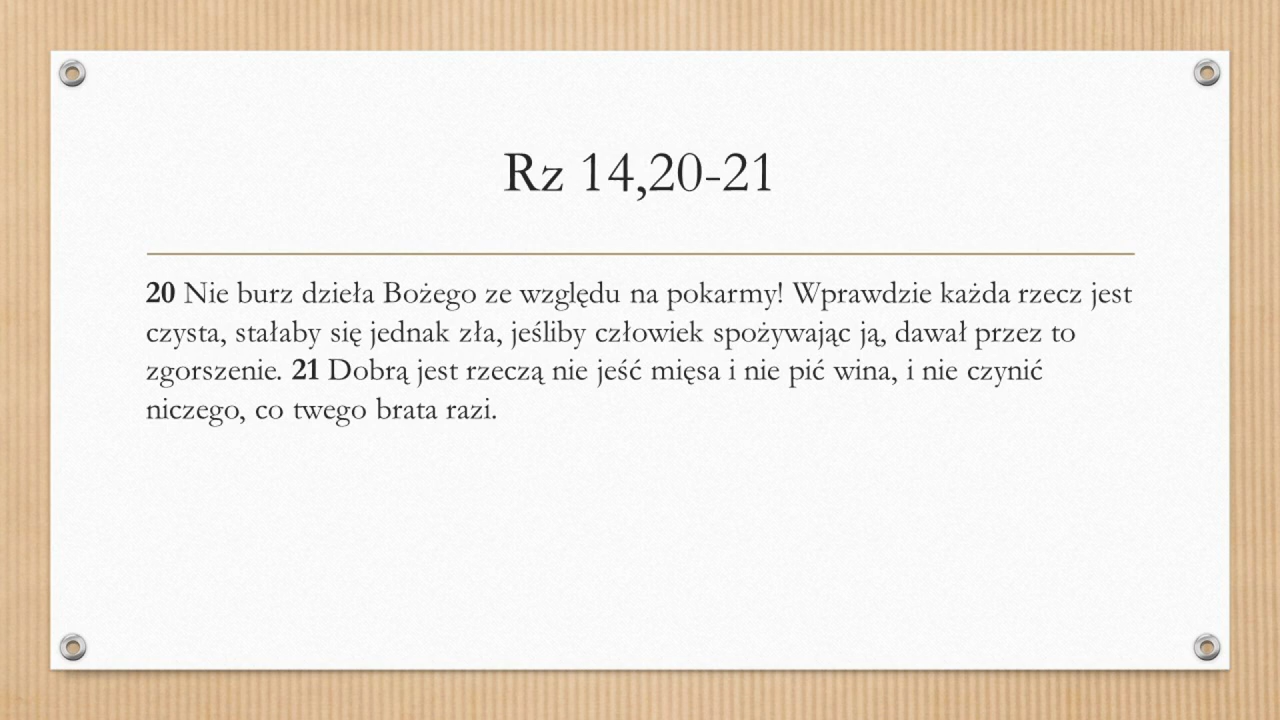 Rz 14,20-21
20 Nie burz dzieła Bożego ze względu na pokarmy! Wprawdzie każda rzecz jest
czysta, stałaby się jednak zła, jeśliby człowiek spożywając ją, dawał przez to
zgorszenie. 21 Dobrą jest rzeczą nie jeść mięsa i nie pić wina, i nie czynić
niczego, co twego brata razi.